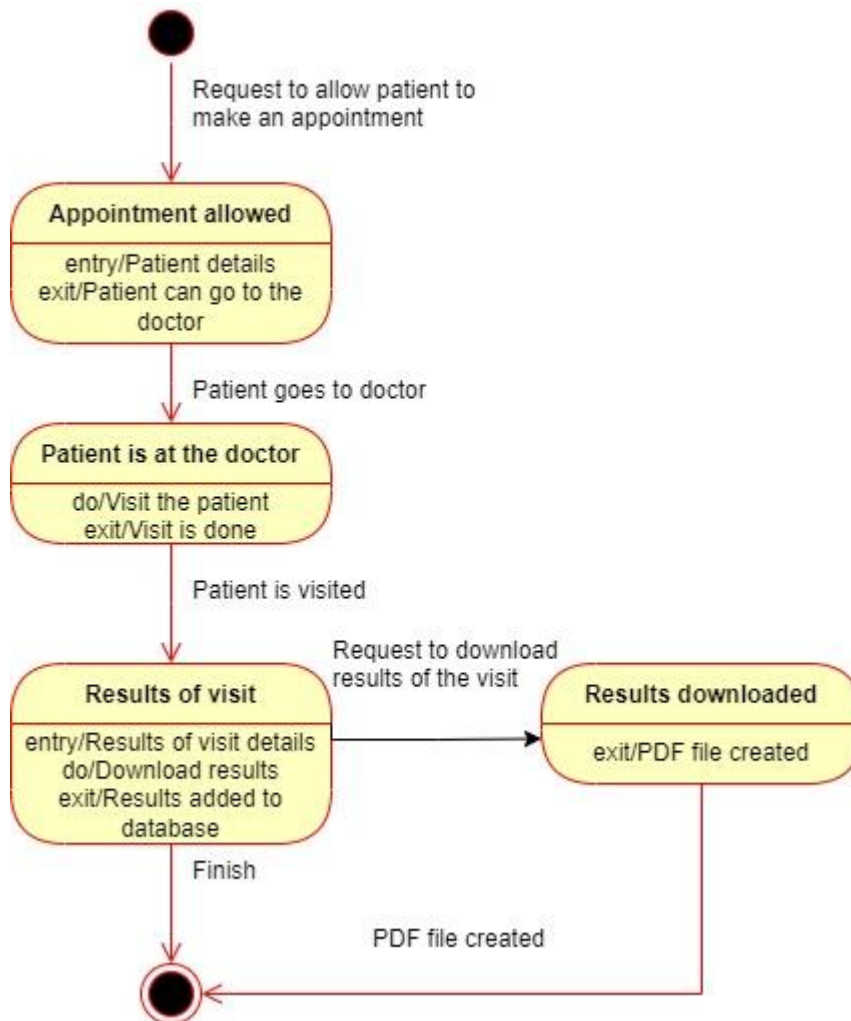 Request to allow patient to
make an appointment
Appointment allowed
entry/Patient details
exit/Patient can go to the
doctor
Patient goes to doctor
Patient is at the doctor
do/Visit the patient
exit/Visit is done
Patient is visited
Request to download
results of the visit
Results of visit
entry/Results of visit details
do/Download results
exit/Results added to
database
Results downloaded
exit/PDF file created
Finish
PDF file created